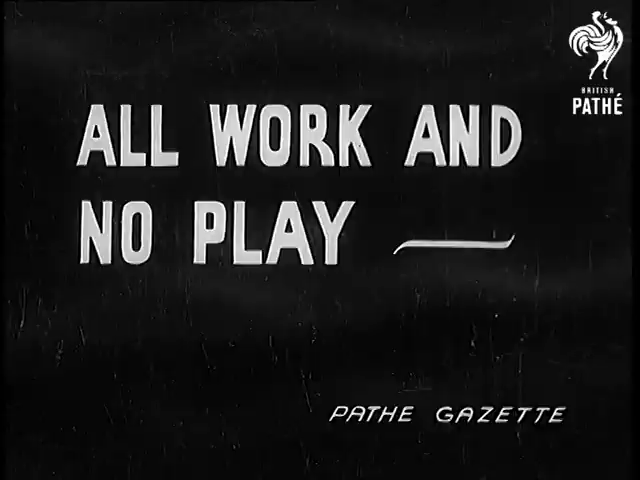 BRITISH
PATHÉ
ALL WORK AND
NO PLAY —
PATHE GAZETTE